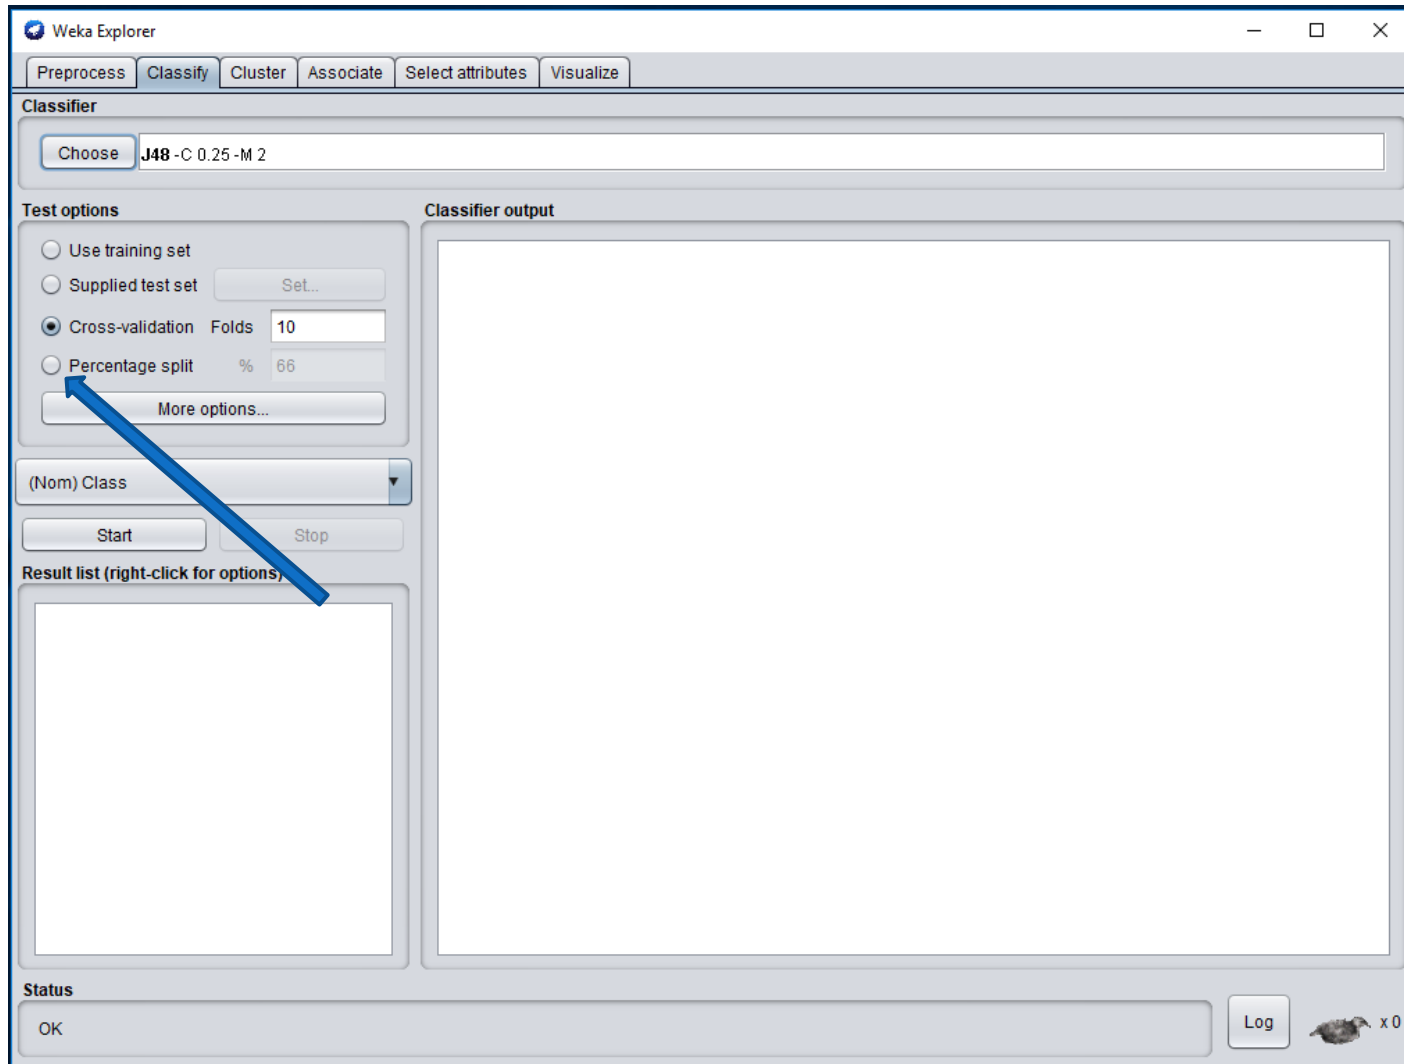 Weka Explorer
Preprocess Classify Cluster Associate Select attributes Visualize
Classifier
Choose J48 -C 0.25 -M 2
Test options
Use training set
Supplied test set Set...
Cross-validation Folds 10
Percentage split % 66
More options...
(Nom) Class
Start Stop
Result list (right-click for options)
Classifier output
Status
OK
Log x 0